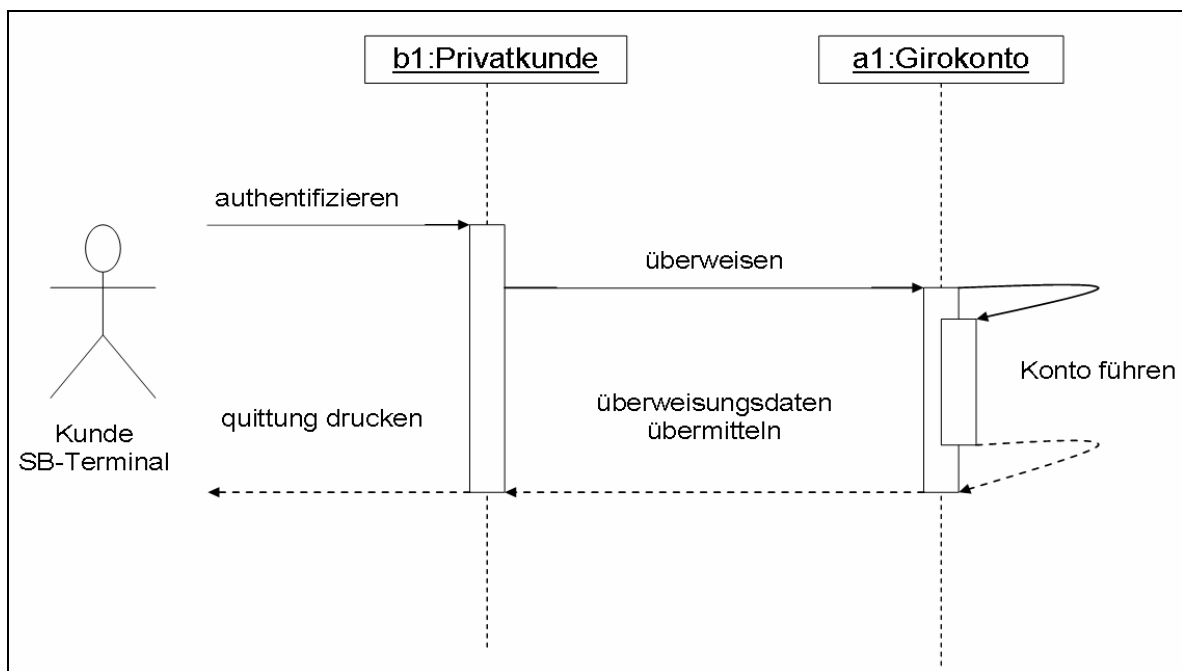 b1:Privatkunde
a1:Girokonto
authentifizieren
überweisen
Konto führen
quittung drucken
überweisungsdaten
übermitteln
Kunde
SB-Terminal